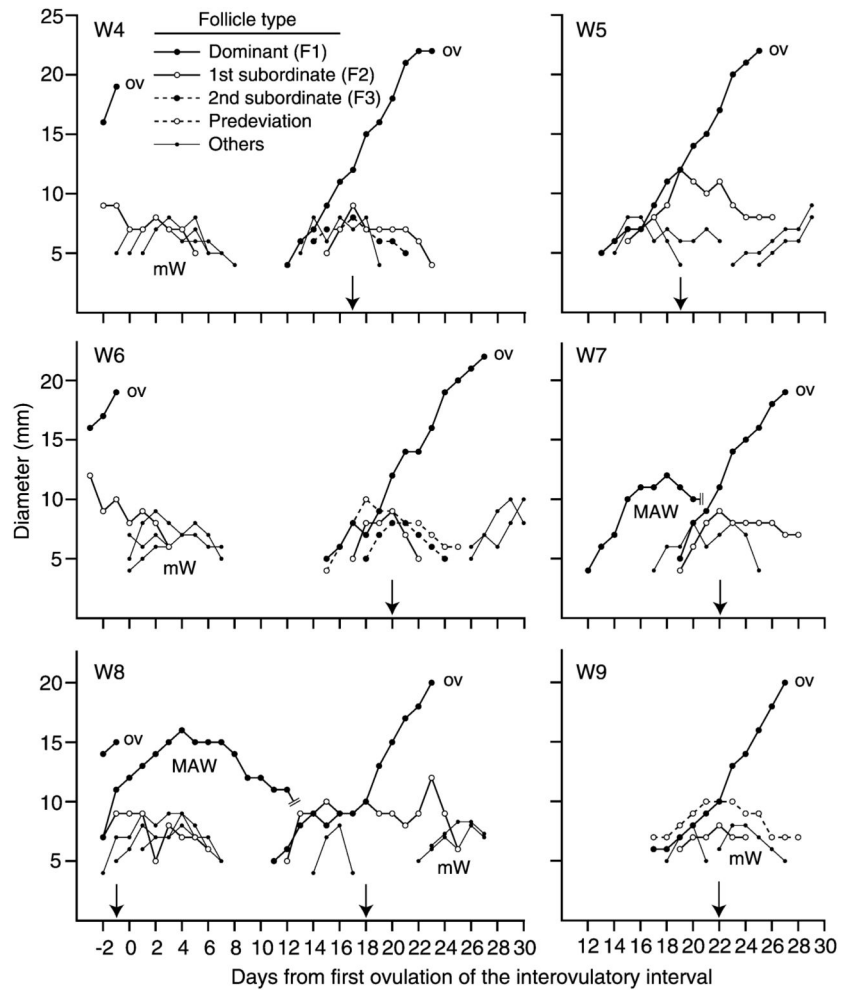 W4
Follicle type
Dominant (F1)
1st subordinate (F2)
2nd subordinate (F3)
Predeviation
Others
ov
ov
mW
25
20
15
10
5
W5
ov
W6
ov
ov
mW
20
15
10
5
W7
ov
MAW
Diameter (mm)
W8
ov
ov
MAW
mW
20
15
10
5
-2 0 2 4 6 8 10 12 14 16 18 20 22 24 26 28 30
W9
ov
mW
12 14 16 18 20 22 24 26 28 30
Days from first ovulation of the interovulatory interval